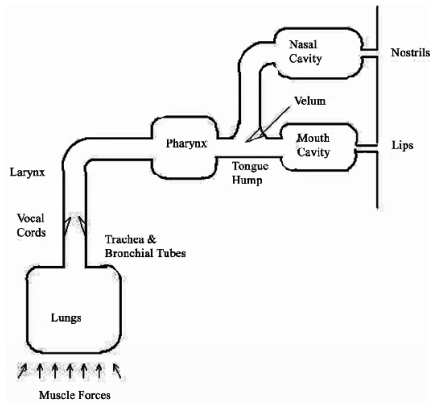 Nasal
Cavity
Nostrils
Velum
Pharynx
Mouth
Cavity
Lips
Tongue
Hump
Larynx
Vocal
Cords
Trachea &
Bronchial Tubes
Lungs
Muscle Forces